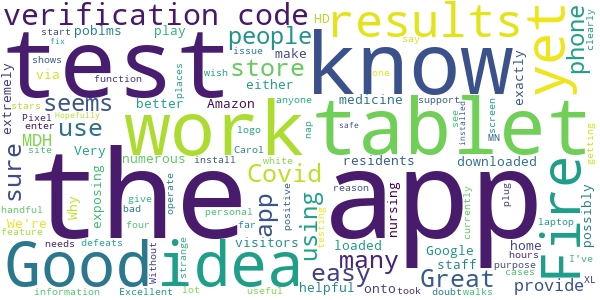 verification code
start
poblms
play
HD
results
yet
phone
clearly
fix
say
test
know
people
issue
make
store
exactly
extremely
shows
via
function
places
wish
either
one
stars
seems
better
Amazon
medicine
support
anyone
screen
see
installed
getting
Pixel
enter
use
work
tablet
logo
nap
safe
MN
MDH
Hopefully
site
Very
numerous
install
Carol
white
residents
downloaded
sure
the app
Covid
reason
plug
Fire
handful
feature
We're
Why
exposing
give
bad
operate
personal
four
far
app
positive
testing
using
many
nursing
currently
laptop
possibly
Good idea
needs
defeats
Without
strange
visitors
loaded
Google
staff
home
hours
purpose
I've
easy
Great
provide
information
Excellent
lot
useful
helpful
onto
took
doubt
walks
cases
XL